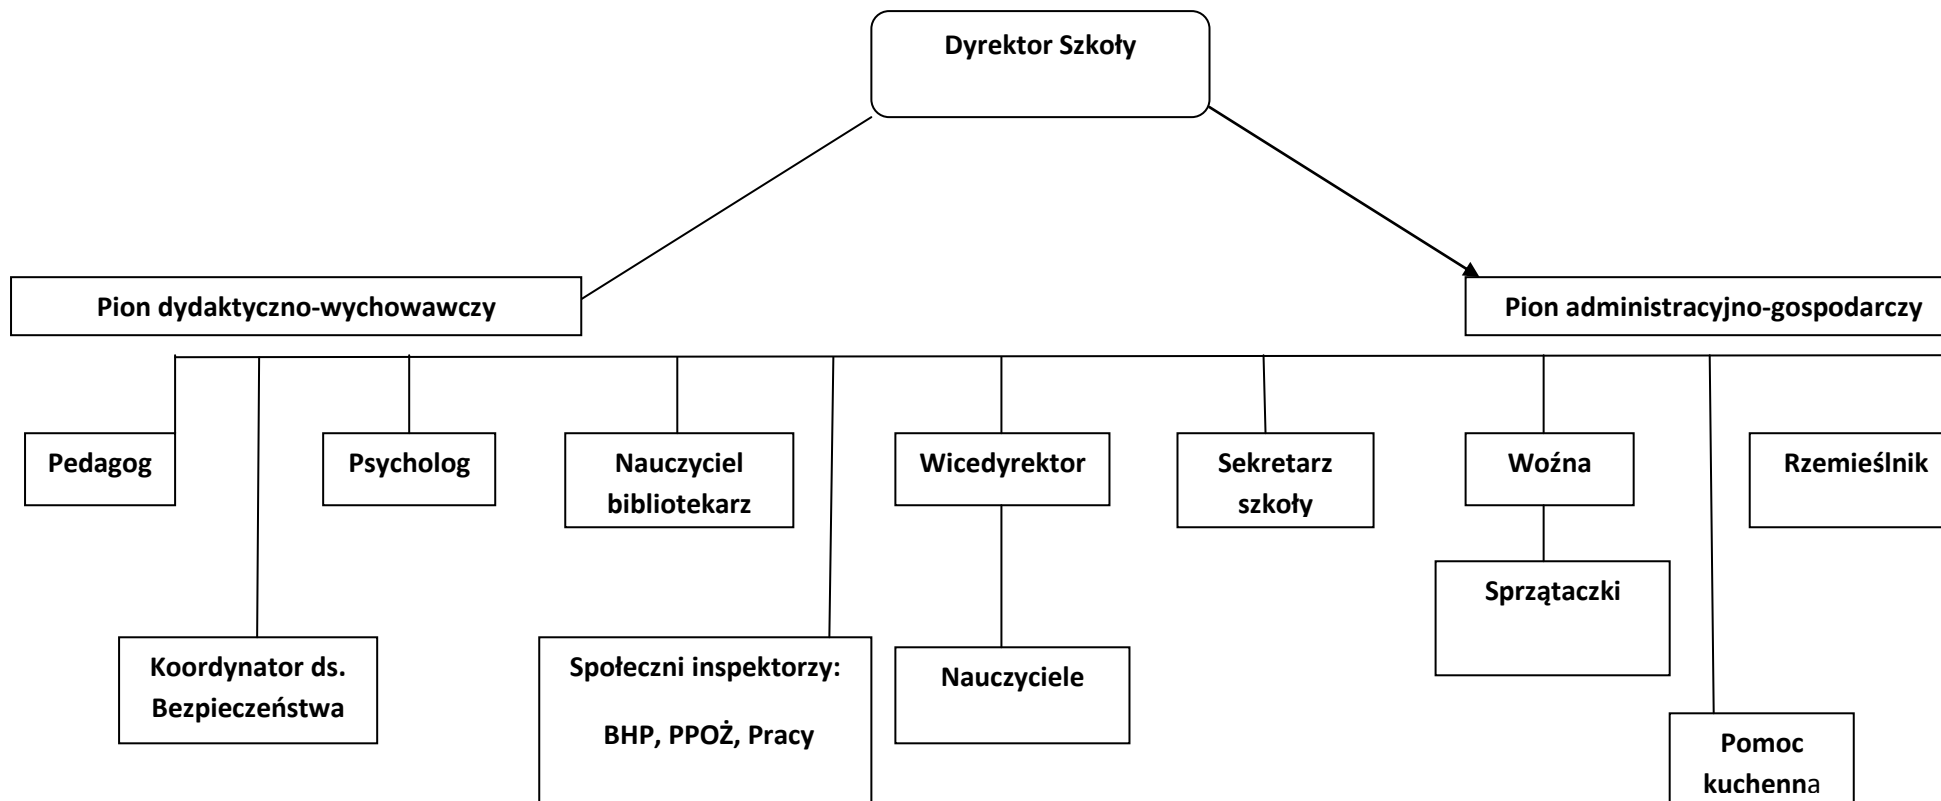 Dyrektor Szkoły
Pion dydaktyczno-wychowawczy
Pion administracyjno-gospodarczy
Pedagog
Psycholog
Nauczyciel
bibliotekarz
Wicedyrektor
Sekretarz
szkoły
Woźna
Rzemieślnik
Sprzątaczki
Koordynator ds.
Bezpieczeństwa
Społeczni inspektorzy:
BHP, PPOŻ, Pracy
Nauczyciele
Pomoc
kuchenna